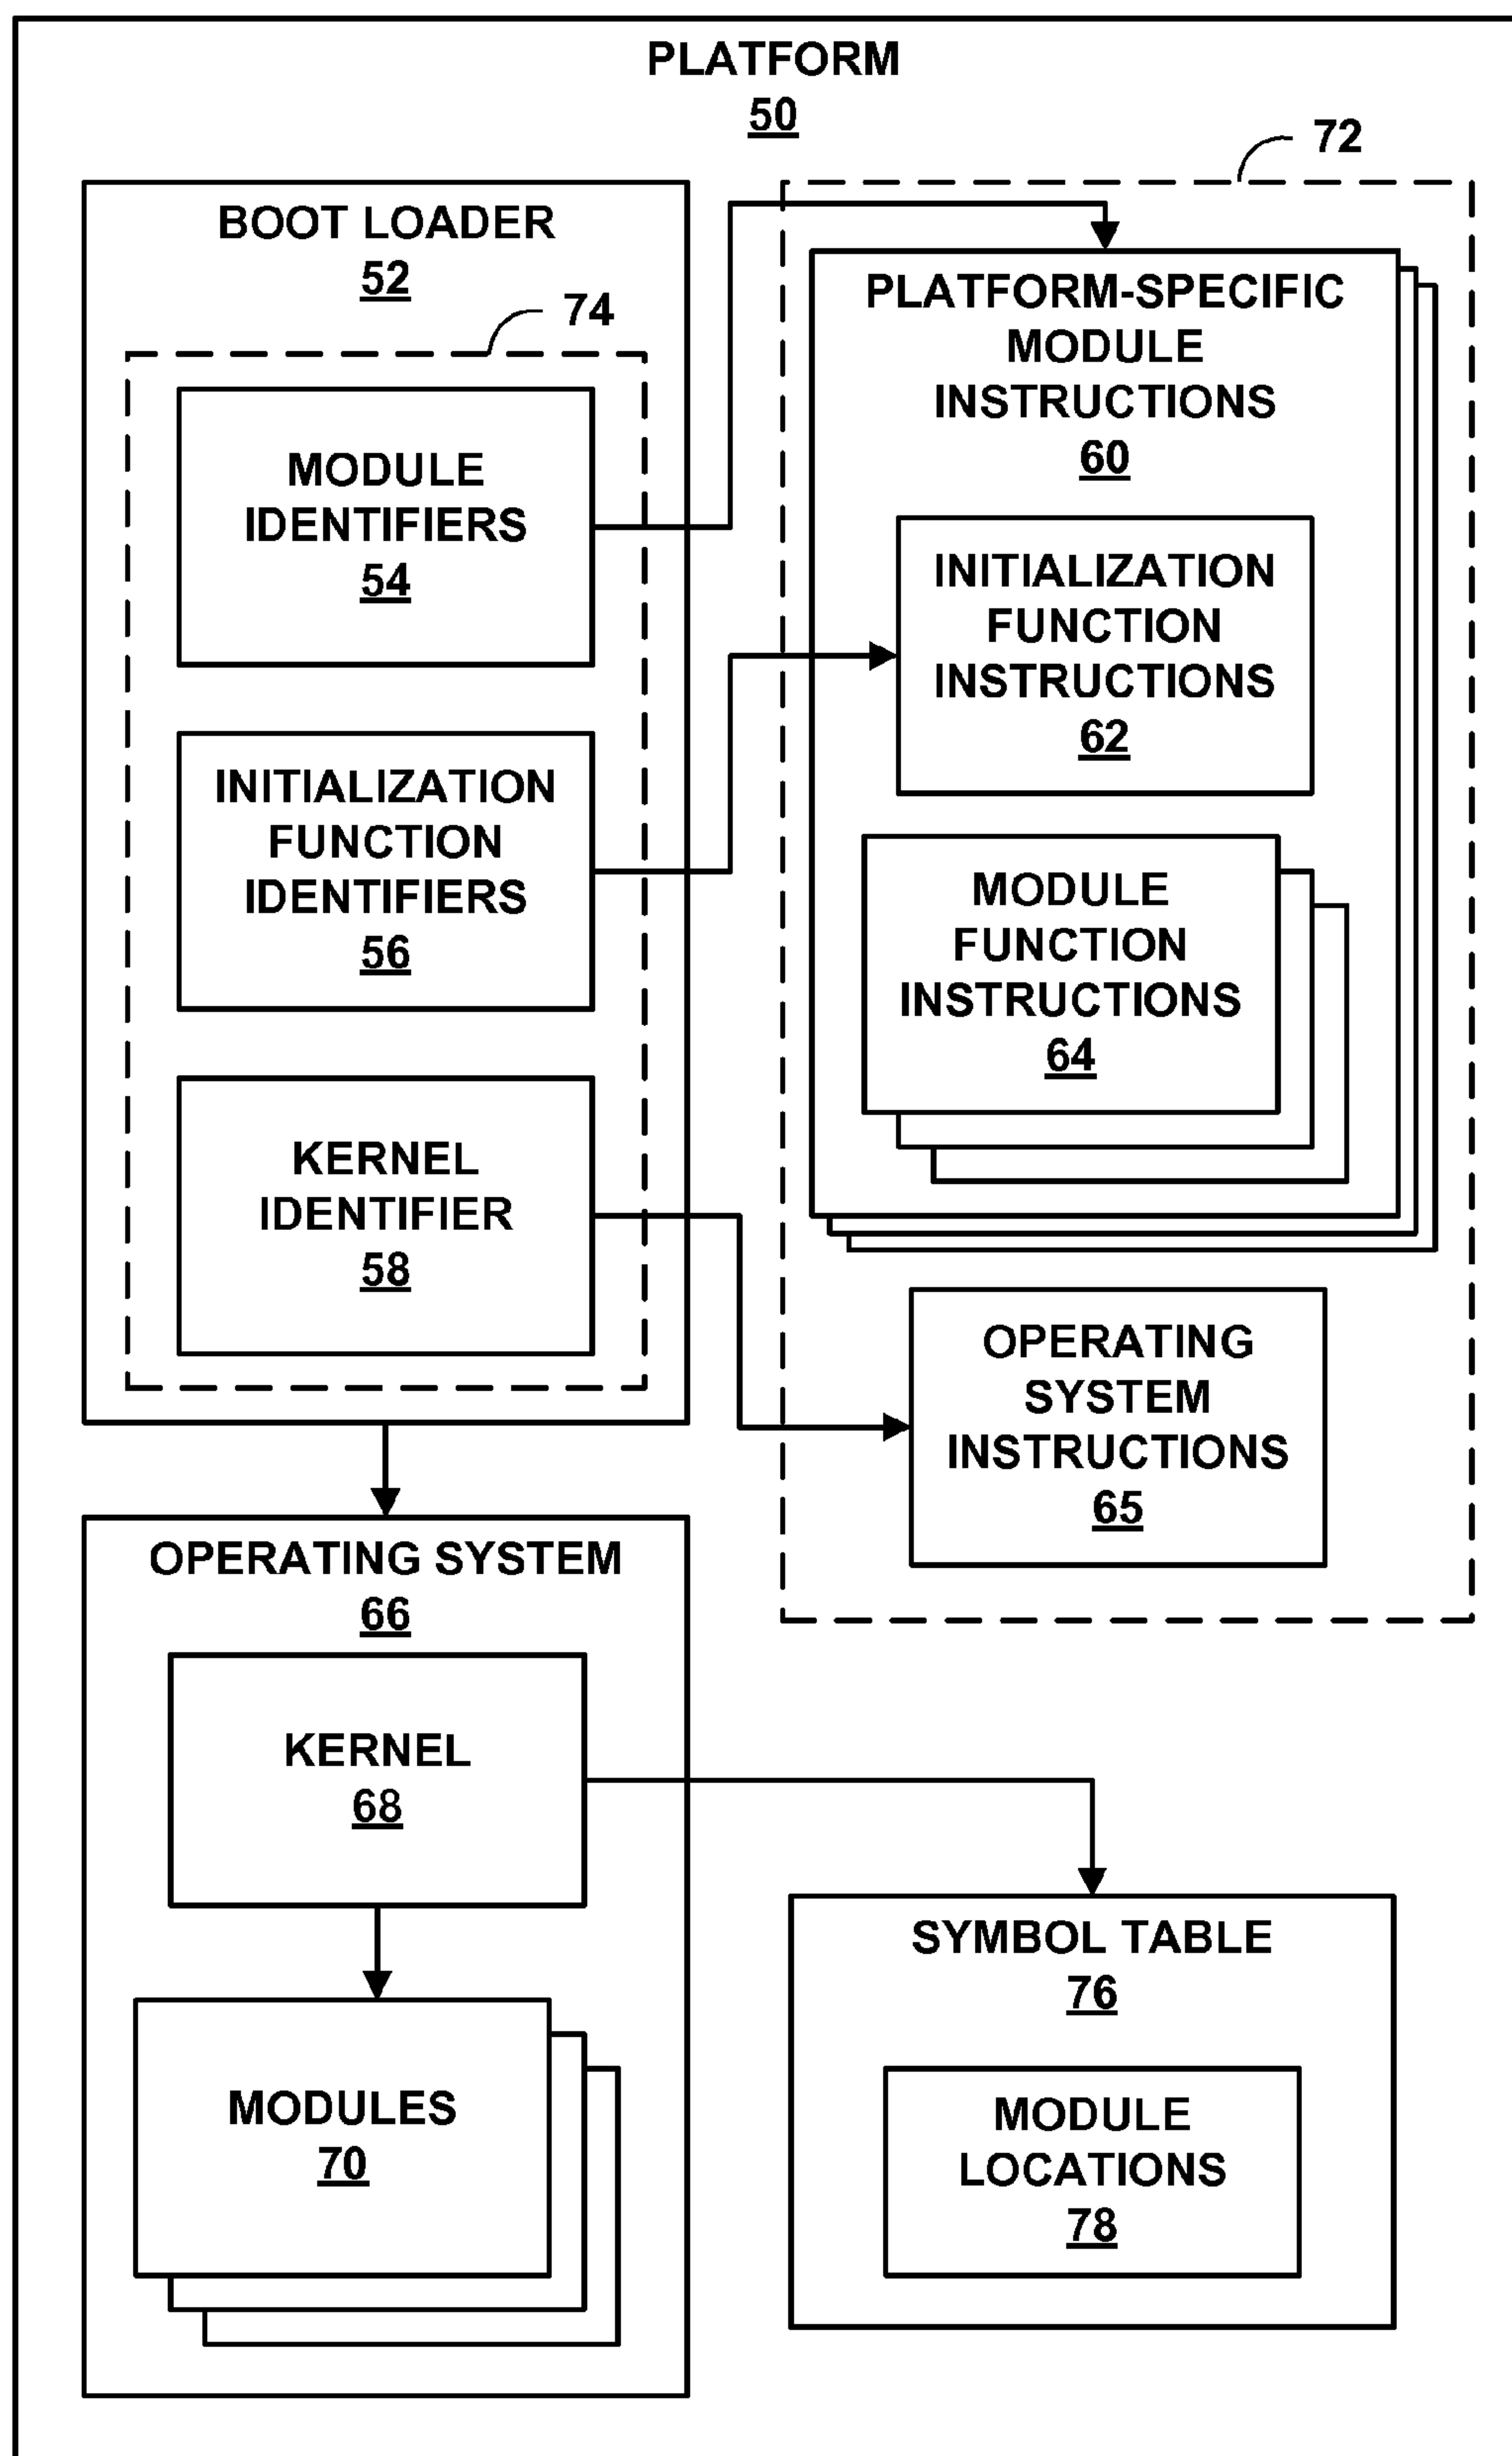 PLATFORM
50
72
BOOT LOADER
52
74
MODULE
IDENTIFIERS
54
INITIALIZATION
FUNCTION
IDENTIFIERS
56
KERNEL
IDENTIFIER
58
PLATFORM-SPECIFIC
MODULE
INSTRUCTIONS
60
INITIALIZATION
FUNCTION
INSTRUCTIONS
62
MODULE
FUNCTION
INSTRUCTIONS
64
OPERATING
SYSTEM
INSTRUCTIONS
65
OPERATING SYSTEM
66
KERNEL
68
MODULES
70
SYMBOL TABLE
76
MODULE
LOCATIONS
78